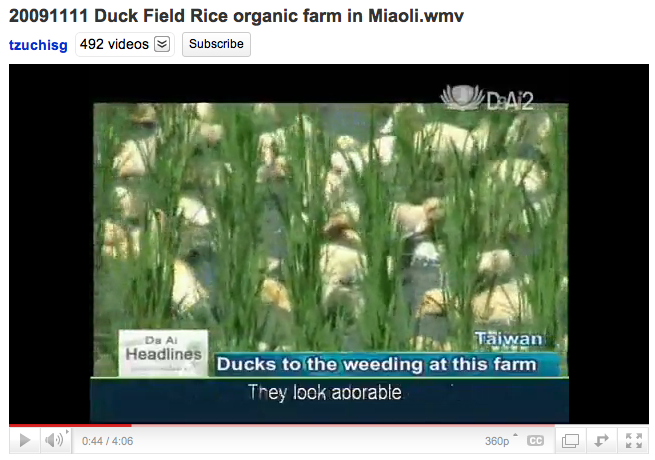 20091111 Duck Field Rice organic farm in Miaoli.wmv
tzuchisg 492 videos Subscribe
DaAi2
Taiwan
Da Ai
Headlines
Ducks to the weeding at this farm
They look adorable
0:44 / 4:06 360p CC